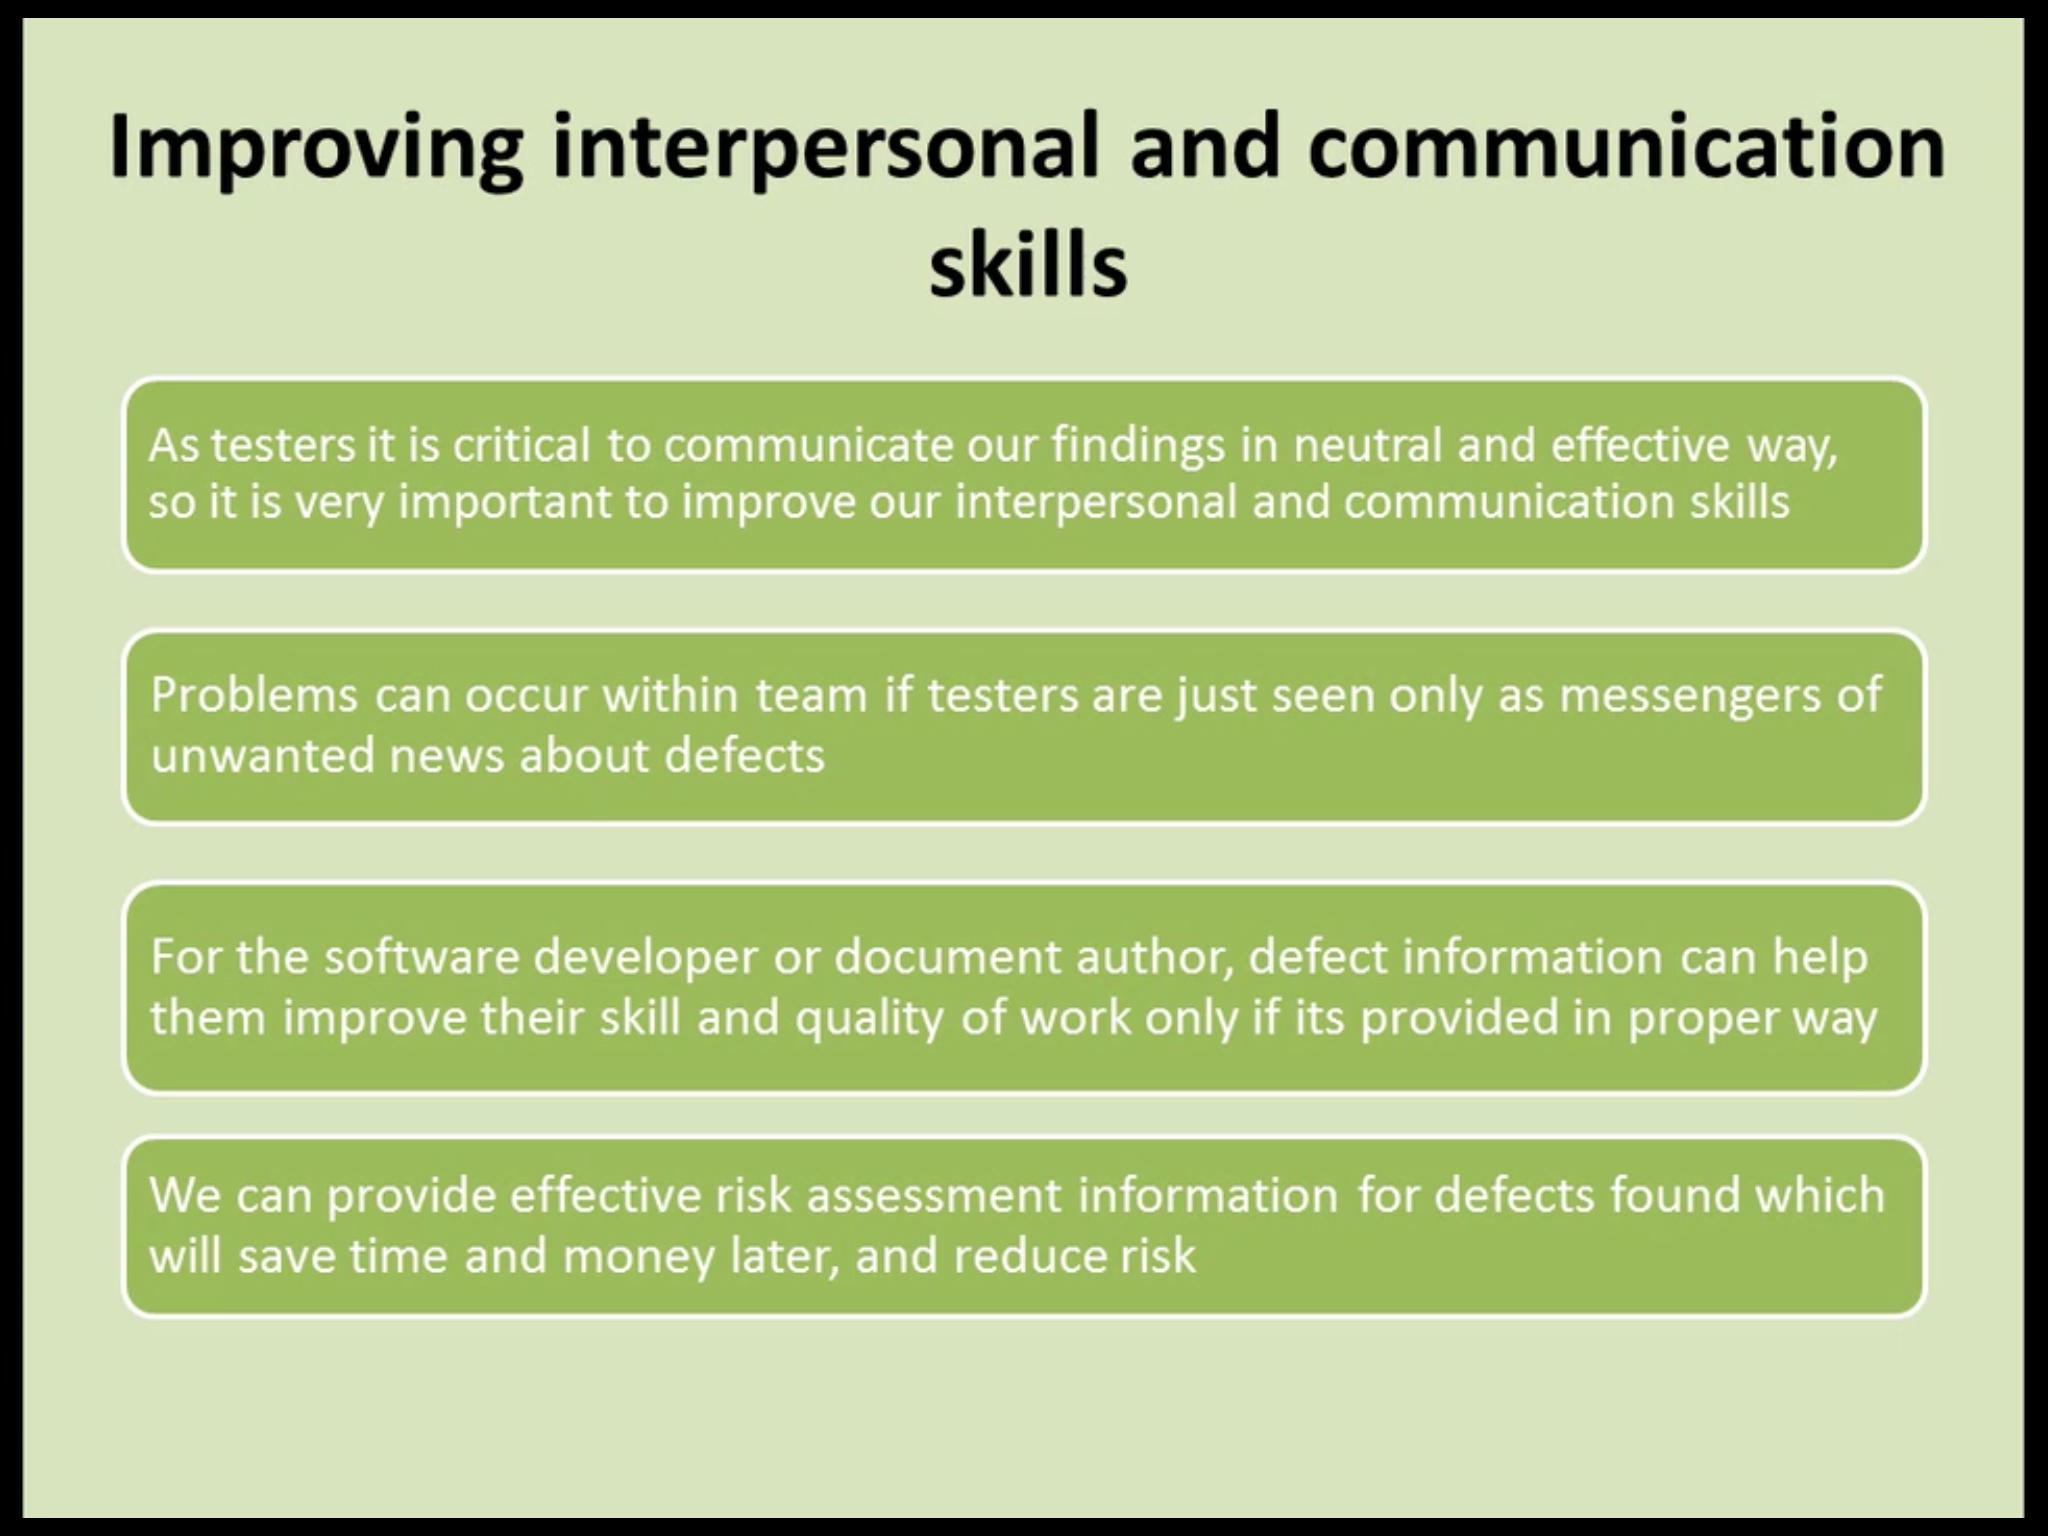 Improving interpersonal and communication
skills
As testers it is critical to communicate our findings in neutral and effective way,
so it is very important to improve our interpersonal and communication skills
Problems can occur within team if testers are just seen only as messengers of
unwanted news about defects
For the software developer or document author, defect information can help
them improve their skill and quality of work only if its provided in proper way
We can provide effective risk assessment information for defects found which
will save time and money later, and reduce risk